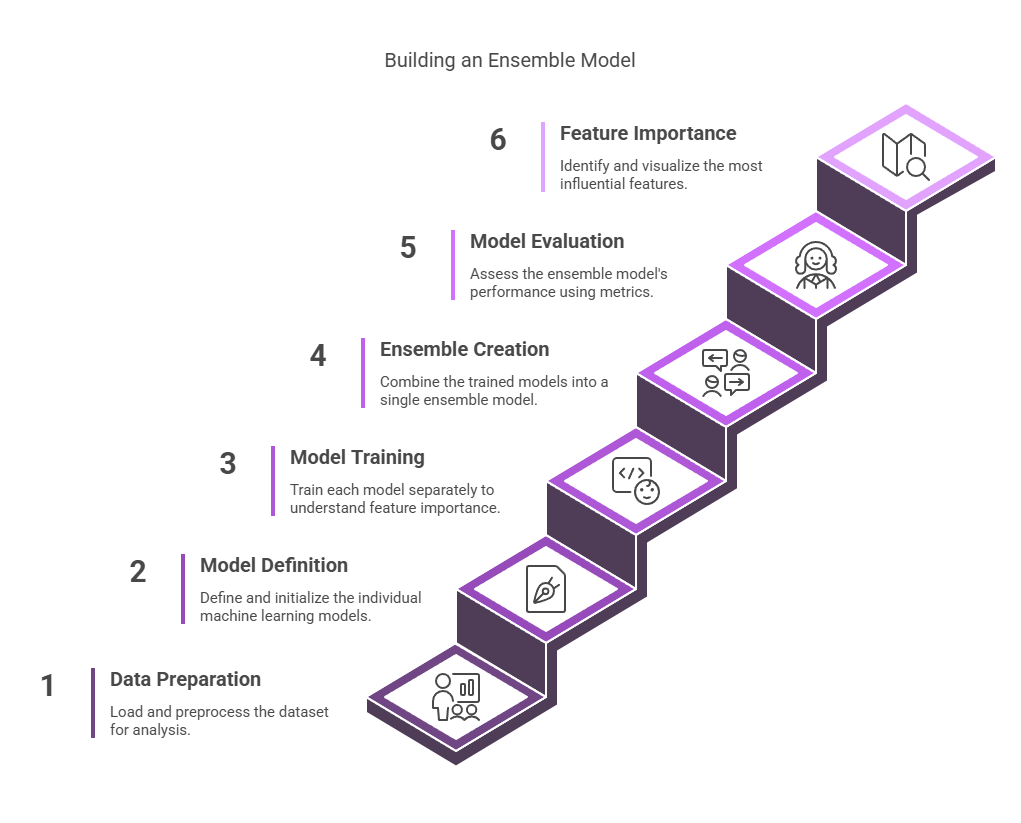 Building an Ensemble Model
6
Feature Importance
Identify and visualize the most
influential features.
5
Model Evaluation
Assess the ensemble model's
performance using metrics.
4
Ensemble Creation
Combine the trained models into a
single ensemble model.
3
Model Training
Train each model separately to
understand feature importance.
2
Model Definition
Define and initialize the individual
machine learning models.
1
Data Preparation
Load and preprocess the dataset
for analysis.